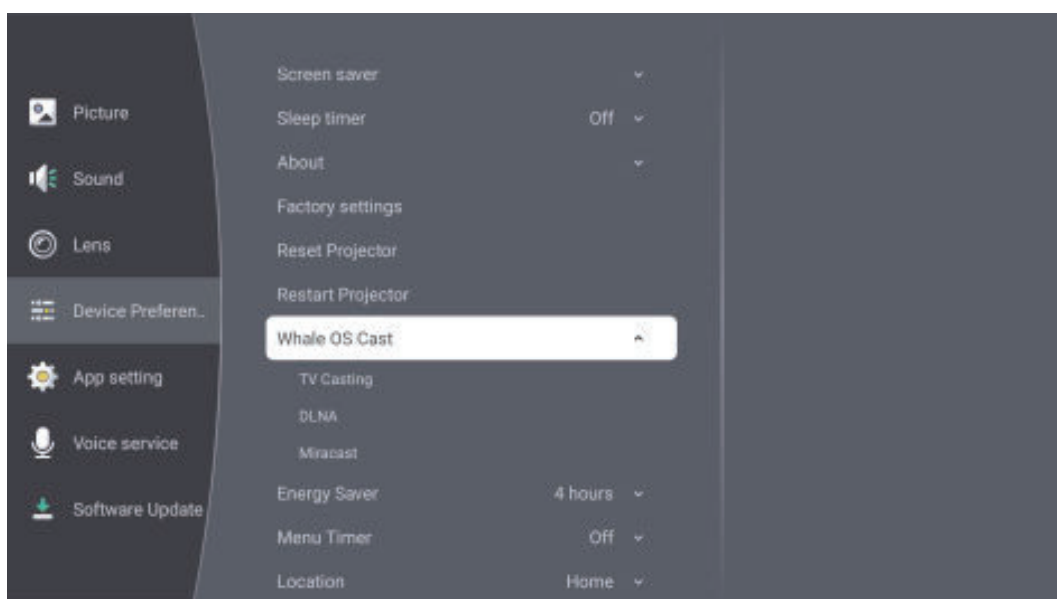 Picture
Sound
Lens
Device Preferen..
App setting
Voice service
Software Update
Screen saver
Sleep timer Off
About
Factory settings
Reset Projector
Restart Projector
Whale OS Cast
TV Casting
DLNA
Miracast
Energy Saver 4 hours
Menu Timer Off
Location Home